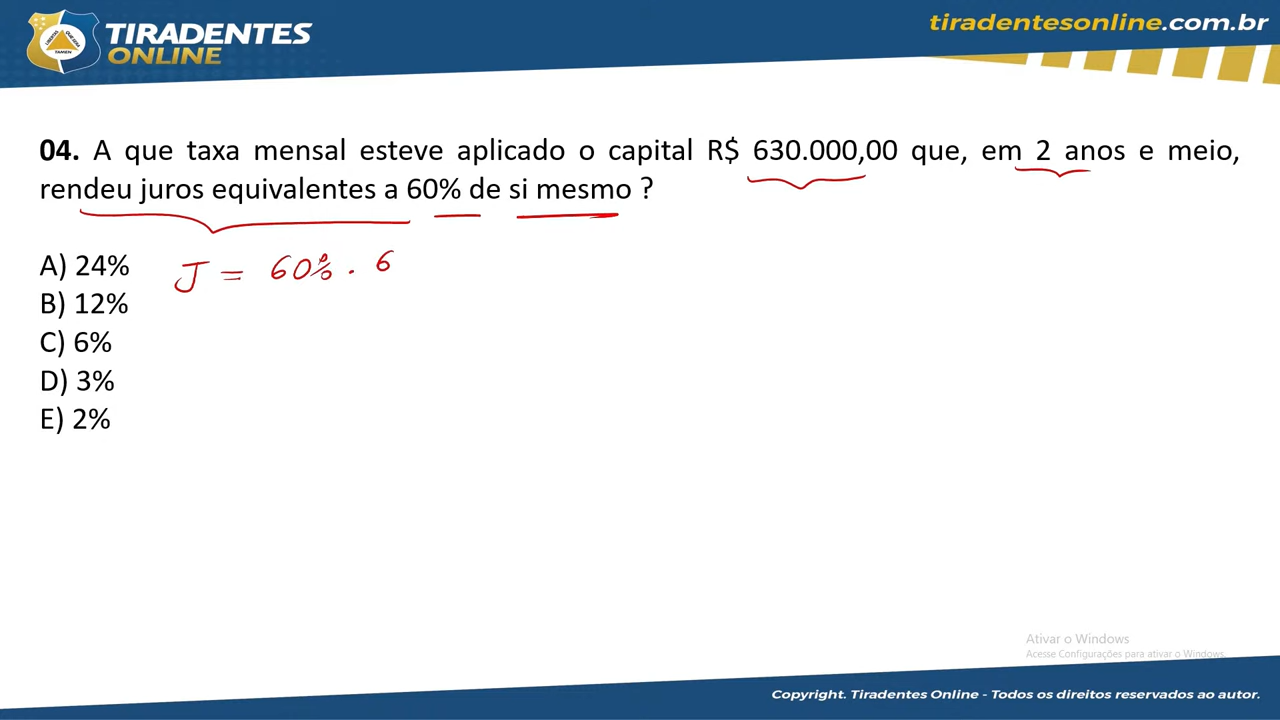 TIRADENTES
ONLINE
tiradentesonline.com.br
04. A que taxa mensal esteve aplicado o capital R$ 630.000,00 que, em 2 anos e meio,
rendeu juros equivalentes a 60% de si mesmo ?
A) 24%
J = 60% . 6
B) 12%
C) 6%
D) 3%
E) 2%
Ativar o Windows
Acesse Configurações para ativar o Windows.
Copyright. Tiradentes Online - Todos os direitos reservados ao autor.